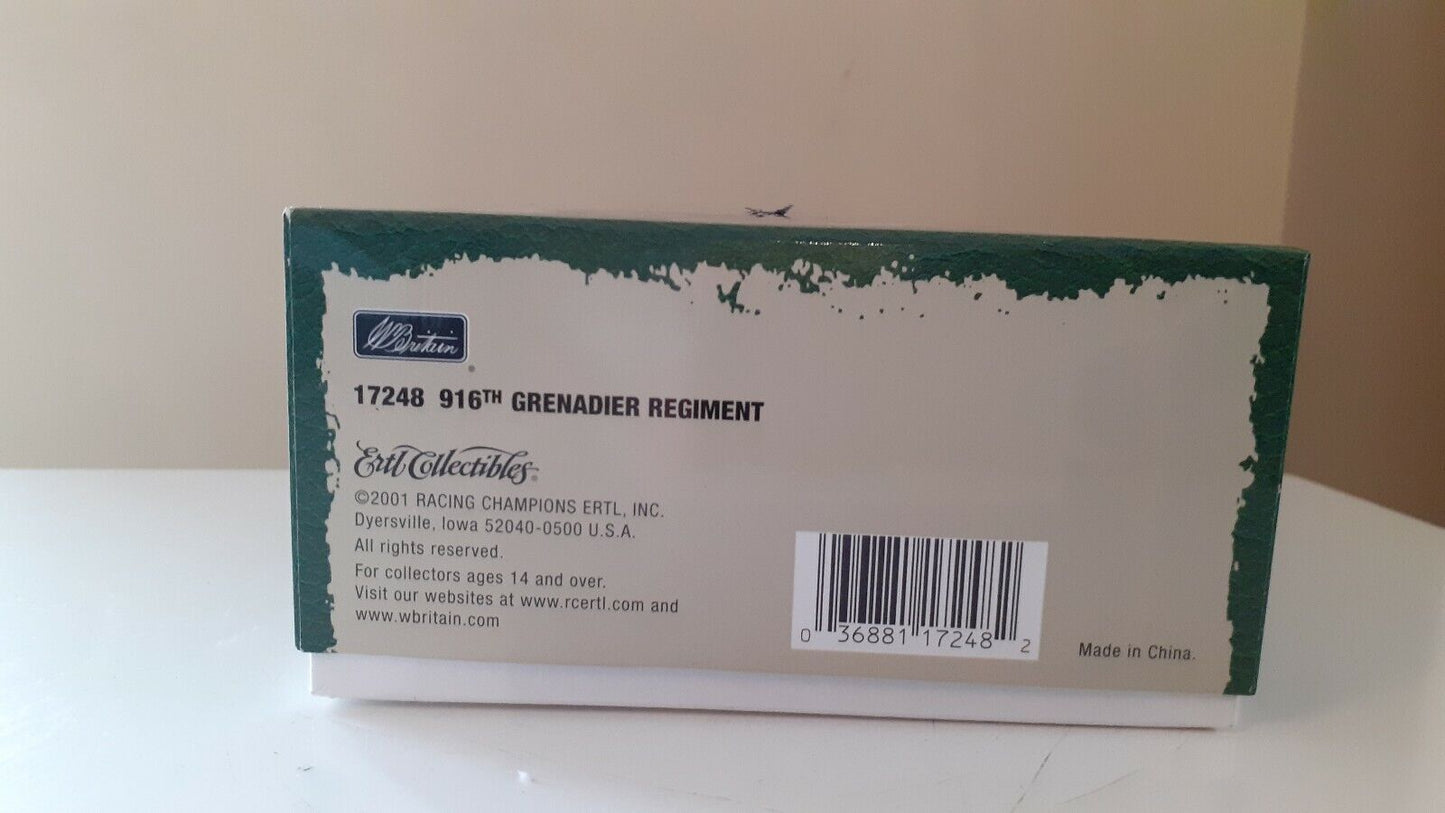 WBritain
17248 916TH GRENADIER REGIMENT
Ertl Collectibles®
©2001 RACING CHAMPIONS ERTL, INC.
Dyersville, Iowa 52040-0500 U.S.A.
All rights reserved.
For collectors ages 14 and over.
Visit our websites at www.rcertl.com and
www.wbritain.com
0 36881 17248 2
Made in China.